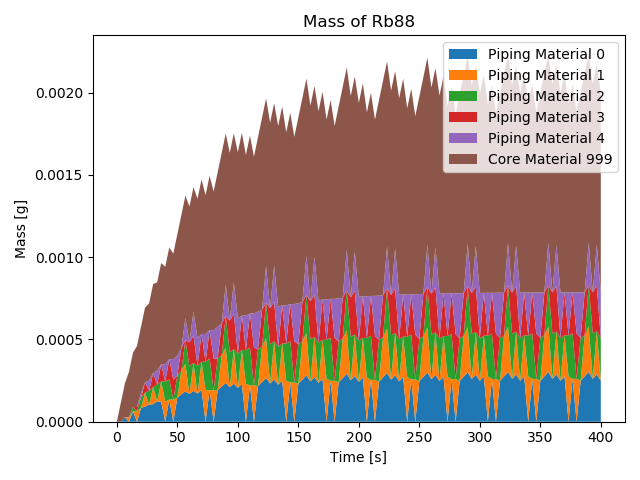 Mass of Rb88
Piping Material 0
Piping Material 1
Piping Material 2
Piping Material 3
Piping Material 4
Core Material 999
Mass [g]
0.0020
0.0015
0.0010
0.0005
0.0000
0 50 100 150 200 250 300 350 400
Time [s]